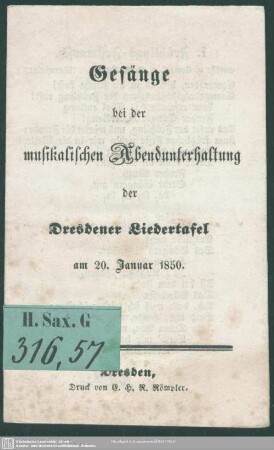 Gesänge
bei der
musikalischen Abendunterhaltung
der
Dresdener Liedertafel
am 20. Januar 1850.
H. Sax. G
316,57
Dresden,
Druck von C. H. R. Römpler.